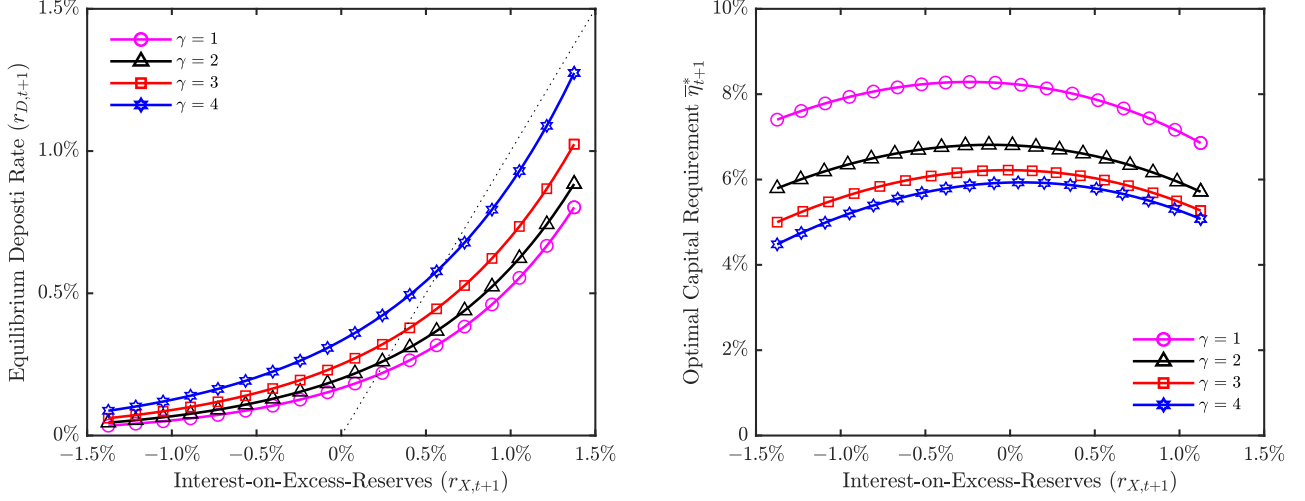 1.5%
1.0%
0.5%
0%
Equilibrium Deposti Rate (r_{D,t+1})
γ = 1
γ = 2
γ = 3
γ = 4
−1.5% −1.0% −0.5% 0% 0.5% 1.0% 1.5%
Interest-on-Excess-Reserves (r_{X,t+1})
10%
8%
6%
4%
2%
0
Optimal Capital Requirement η̅*_{t+1}
γ = 1
γ = 2
γ = 3
γ = 4
−1.5% −1.0% −0.5% 0% 0.5% 1.0% 1.5%
Interest-on-Excess-Reserves (r_{X,t+1})